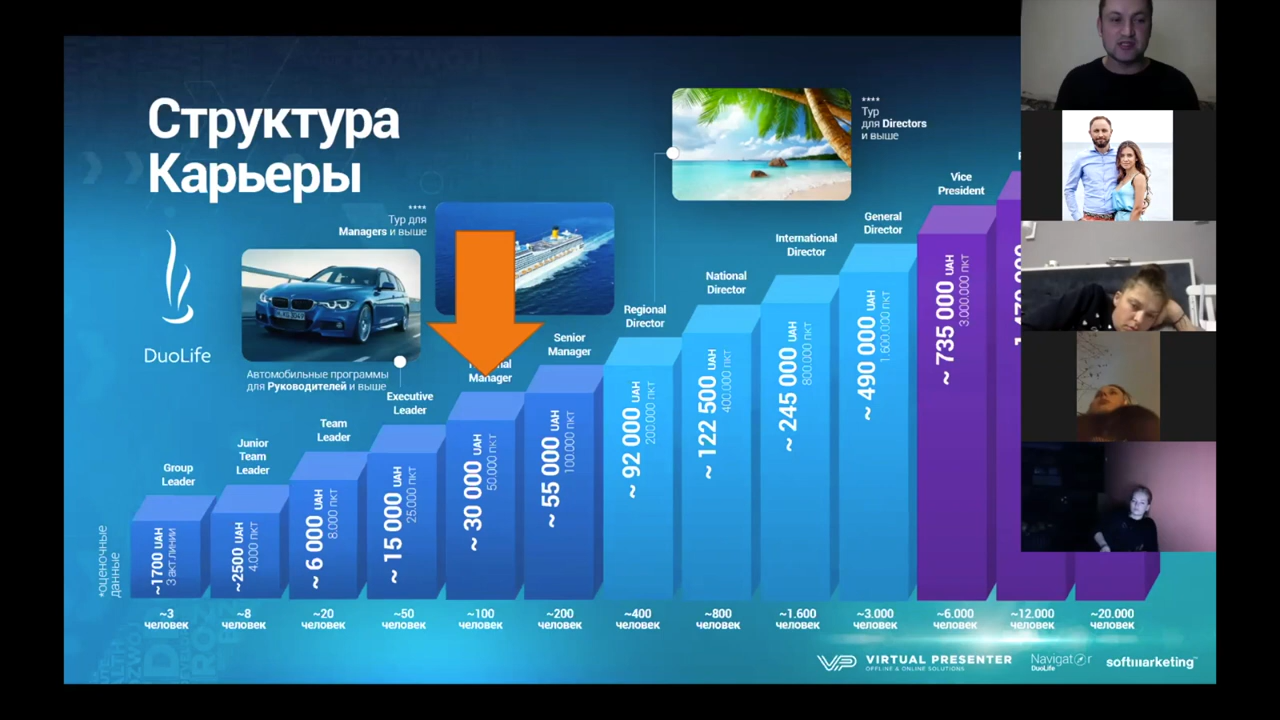 Структура
Карьеры
DuoLife
****
Тур для
Managers и выше
****
Тур
для Directors
и выше
Автомобильные программы
для Руководителей и выше
Group
Leader
Junior
Team
Leader
Team
Leader
Executive
Leader
Manager
Senior
Manager
Regional
Director
National
Director
International
Director
General
Director
Vice
President
*оценочные
данные
~1700 UAH
3 акт.линии
~2500 UAH
4.000 пкт
~ 6 000 UAH
8.000 пкт
~ 15 000 UAH
25.000 пкт
~ 30 000 UAH
50.000 пкт
~ 55 000 UAH
100.000 пкт
~ 92 000 UAH
200.000 пкт
~ 122 500 UAH
400.000 пкт
~ 245 000 UAH
800.000 пкт
~ 490 000 UAH
1.600.000 пкт
~ 735 000 UAH
3.000.000 пкт
~3
человек
~8
человек
~20
человек
~50
человек
~100
человек
~200
человек
~400
человек
~800
человек
~1.600
человек
~3.000
человек
~6.000
человек
~12.000
человек
~20.000
человек
VP VIRTUAL PRESENTER
OFFLINE & ONLINE SOLUTIONS
Navigator
DuoLife
softmarketing™